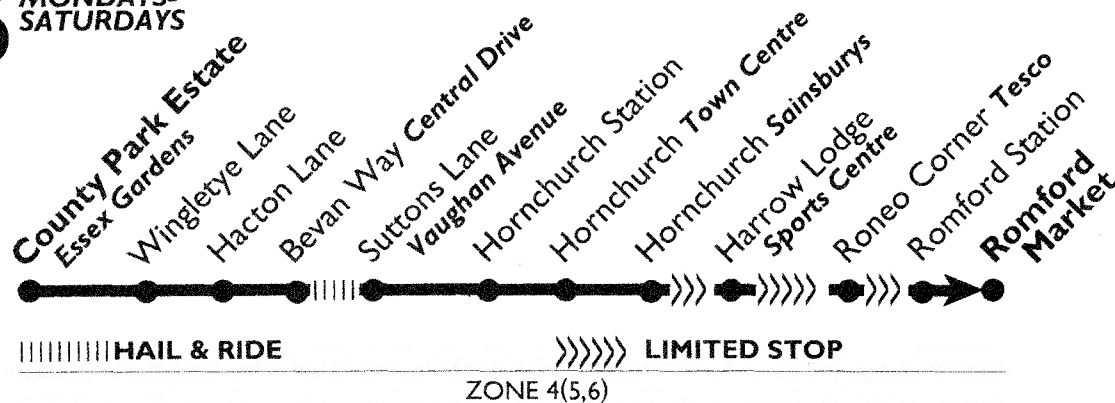 MONDAYS-
SATURDAYS
County Park Estate
Essex Gardens
Wingletye Lane
Hacton Lane
Bevan Way Central Drive
Suttons Lane
Vaughan Avenue
Hornchurch Station
Hornchurch Town Centre
Hornchurch Sainsburys
Harrow Lodge
Sports Centre
Roneo Corner Tesco
Romford Station
Romford
Market
HAIL & RIDE
LIMITED STOP
ZONE 4(5,6)